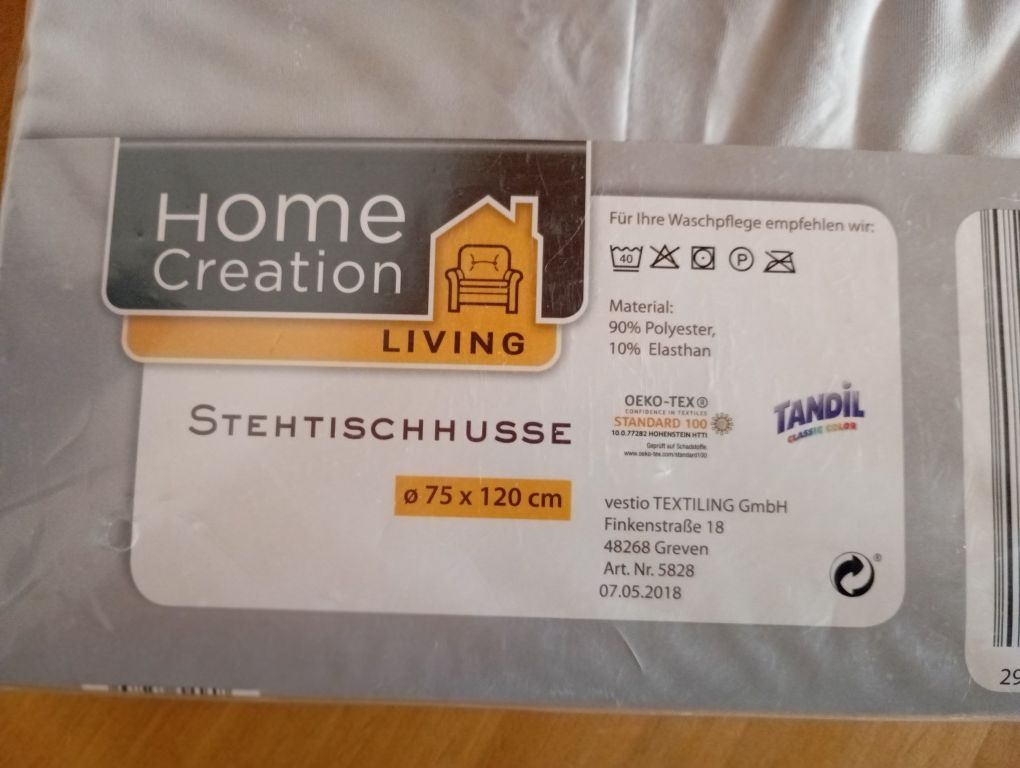 Home
Creation
LIVING
STEHTISCHHUSSE
ø 75 x 120 cm
Für Ihre Waschpflege empfehlen wir:
40
P
Material:
90% Polyester,
10% Elasthan
OEKO-TEX®
CONFIDENCE IN TEXTILES
STANDARD 100
10.0.77282 HOHENSTEIN HTTI
Geprüft auf Schadstoffe.
www.oeko-tex.com/standard100
TANDIL
CLASSIC COLOR
vestio TEXTILING GmbH
Finkenstraße 18
48268 Greven
Art. Nr. 5828
07.05.2018
®
29